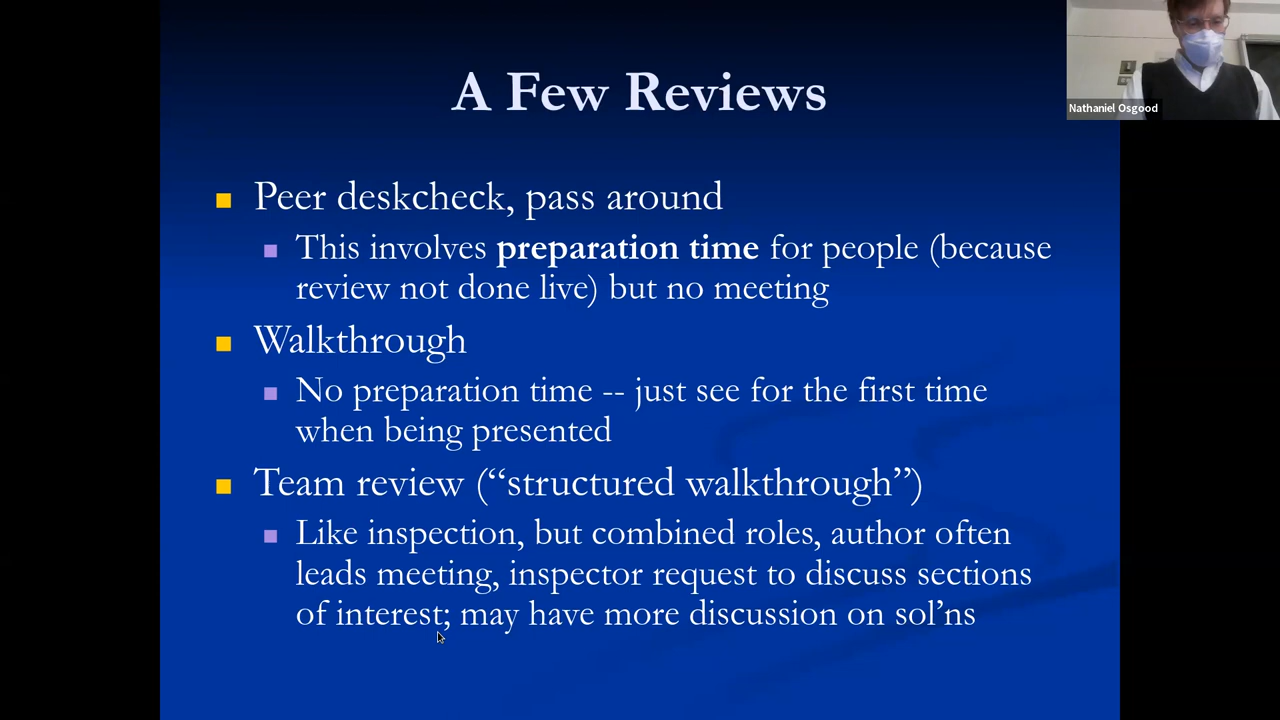 A Few Reviews
Nathaniel Osgood
Peer deskcheck, pass around
This involves preparation time for people (because
review not done live) but no meeting
Walkthrough
No preparation time -- just see for the first time
when being presented
Team review (“structured walkthrough”)
Like inspection, but combined roles, author often
leads meeting, inspector request to discuss sections
of interest; may have more discussion on sol’ns